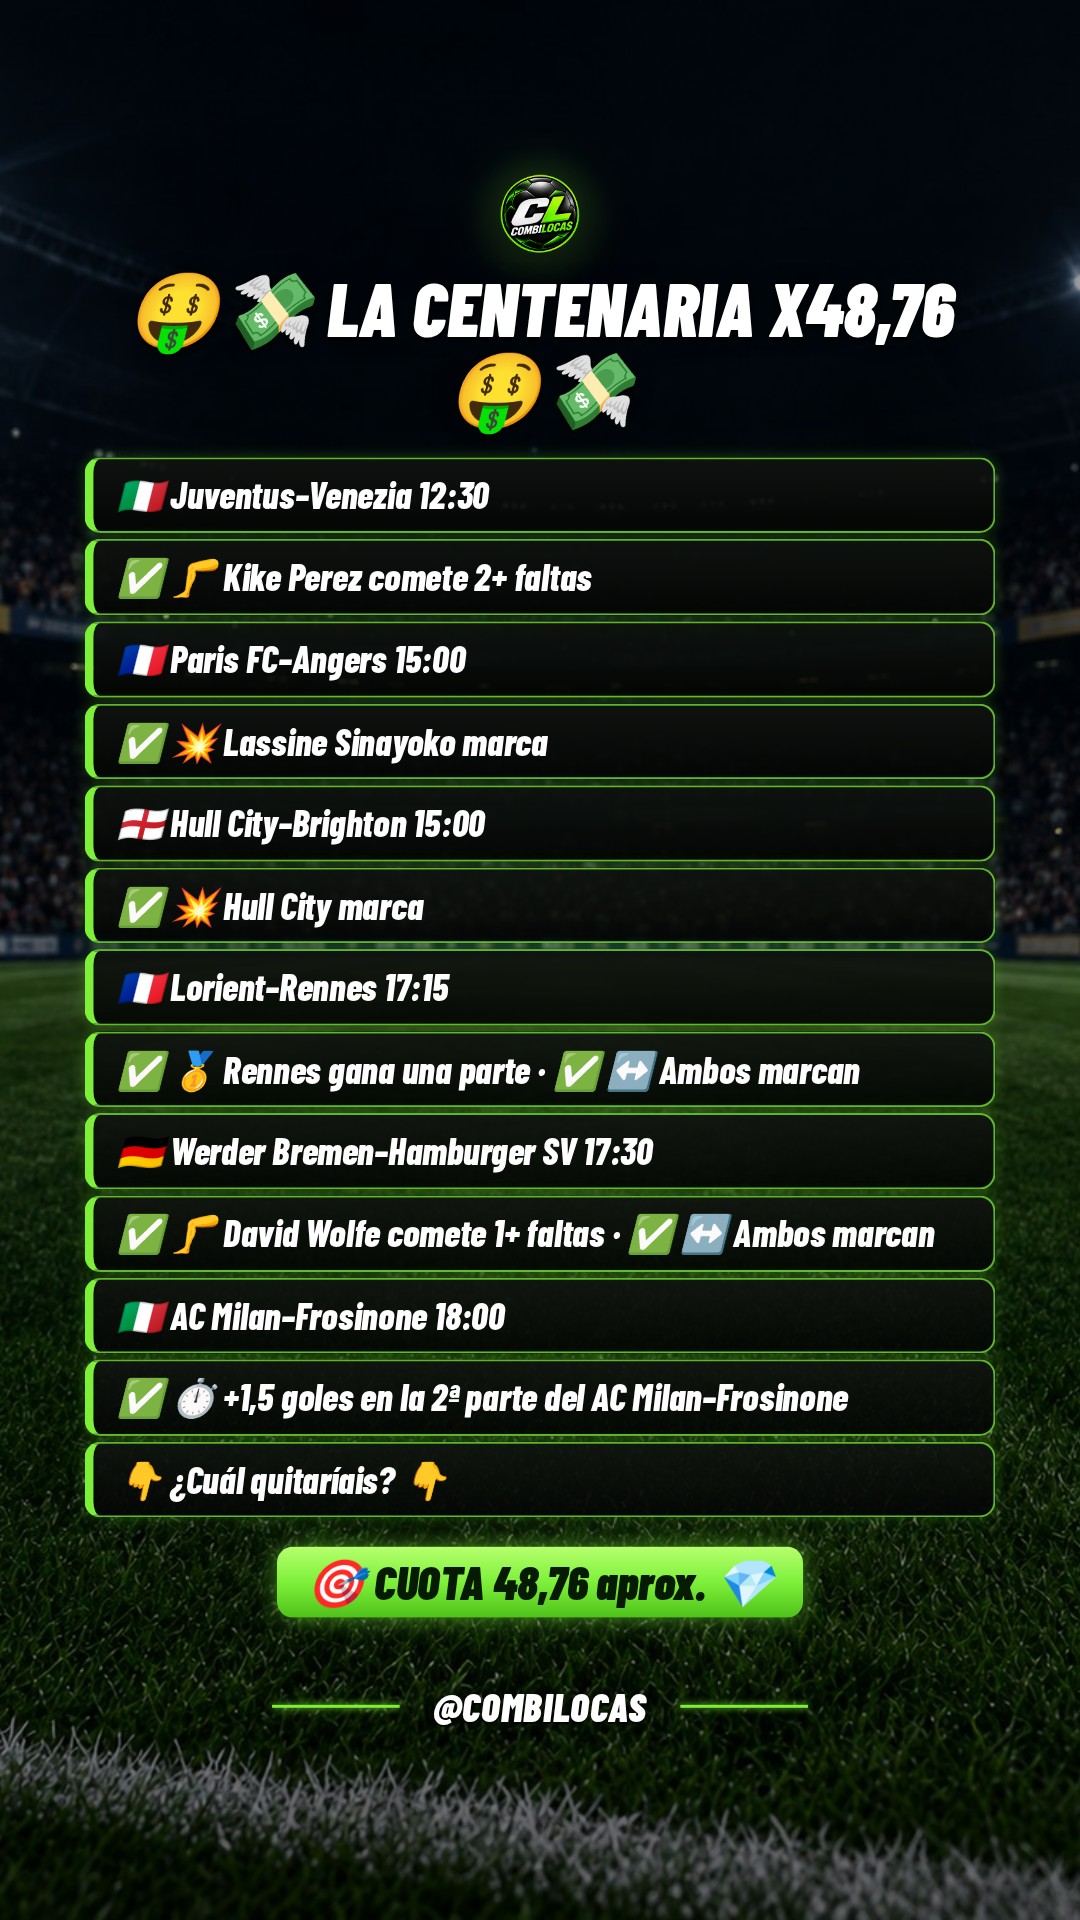 CL
COMBILOCAS
🤑💸 LA CENTENARIA X48,76
🤑💸
🇮🇹 Juventus-Venezia 12:30
✅🦵 Kike Perez comete 2+ faltas
🇫🇷 Paris FC-Angers 15:00
✅💥 Lassine Sinayoko marca
🏴󠁧󠁢󠁥󠁮󠁧󠁿 Hull City-Brighton 15:00
✅💥 Hull City marca
🇫🇷 Lorient-Rennes 17:15
✅🏅 Rennes gana una parte · ✅↔️ Ambos marcan
🇩🇪 Werder Bremen-Hamburger SV 17:30
✅🦵 David Wolfe comete 1+ faltas · ✅↔️ Ambos marcan
🇮🇹 AC Milan-Frosinone 18:00
✅⏱️ +1,5 goles en la 2ª parte del AC Milan-Frosinone
👇 ¿Cuál quitaríais? 👇
🎯 CUOTA 48,76 aprox. 💎
@COMBILOCAS